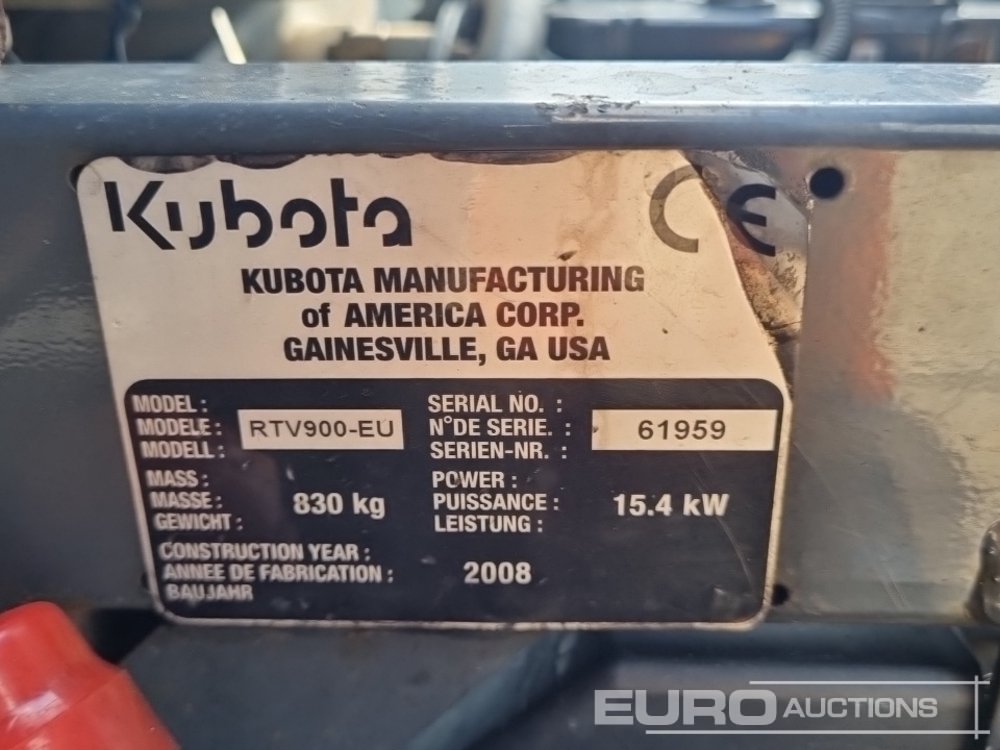 Kubota CE
KUBOTA MANUFACTURING
of AMERICA CORP.
GAINESVILLE, GA USA
MODEL :
MODELE : RTV900-EU
MODELL :
SERIAL NO. :
N°DE SERIE. : 61959
SERIEN-NR. :
MASS :
MASSE : 830 kg
GEWICHT :
POWER :
PUISSANCE : 15.4 kW
LEISTUNG :
CONSTRUCTION YEAR :
ANNEE DE FABRICATION : 2008
BAUJAHR
EURO AUCTIONS